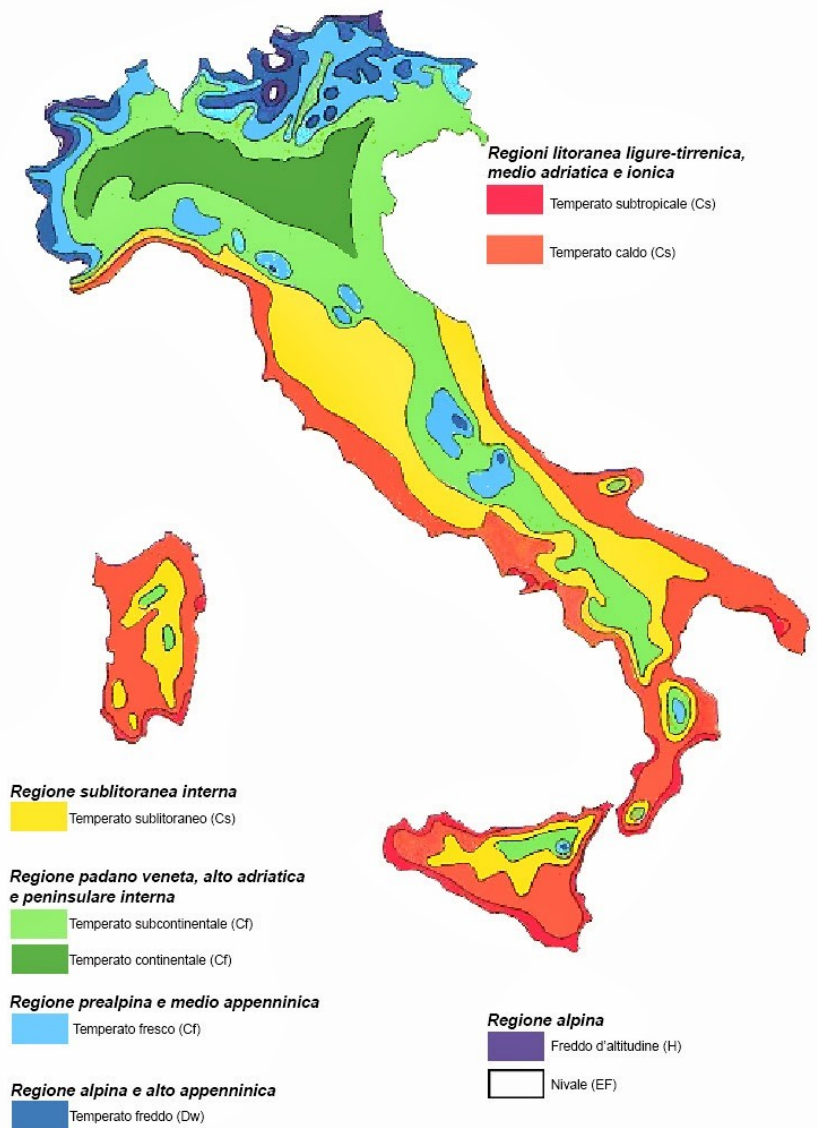 Regioni litoranea ligure-tirrenica,
medio adriatica e ionica
Temperato subtropicale (Cs)
Temperato caldo (Cs)
Regione sublitoranea interna
Temperato sublitoraneo (Cs)
Regione padano veneta, alto adriatica
e peninsulare interna
Temperato subcontinentale (Cf)
Temperato continentale (Cf)
Regione prealpina e medio appenninica
Temperato fresco (Cf)
Regione alpina e alto appenninica
Temperato freddo (Dw)
Regione alpina
Freddo d'altitudine (H)
Nivale (EF)